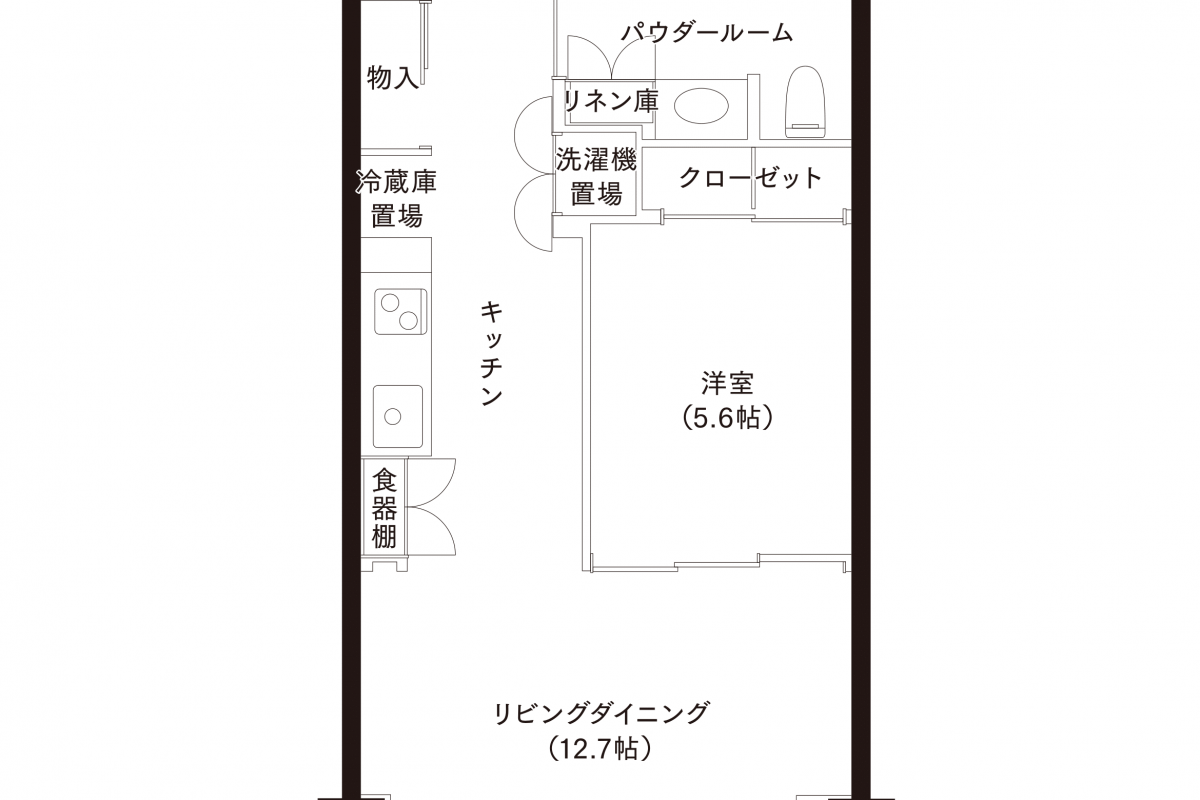 パウダールーム
物入
リネン庫
洗濯機
置場
クローゼット
冷蔵庫
置場
キッチン
洋室
（5.6帖）
食器棚
リビングダイニング
（12.7帖）